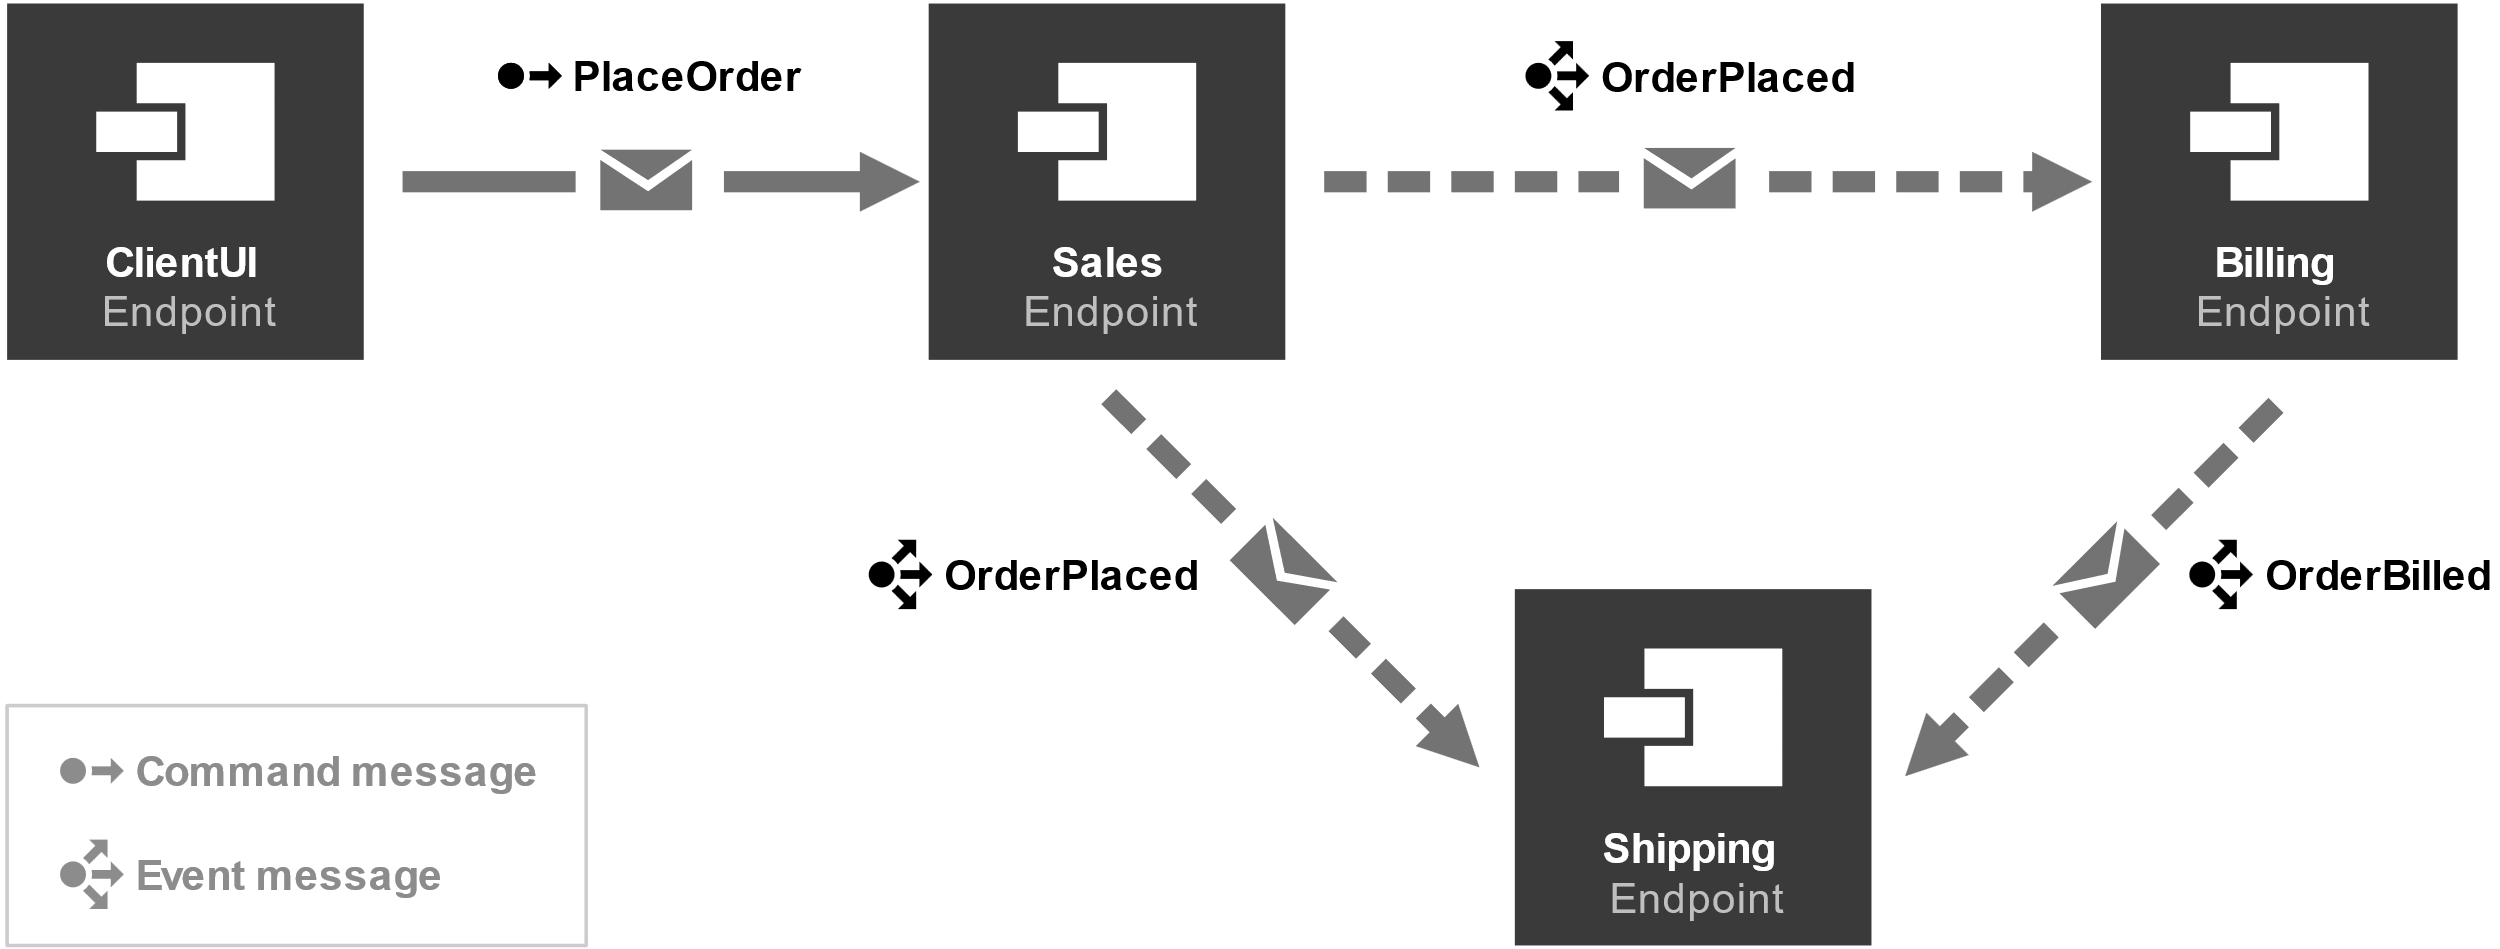 PlaceOrder
OrderPlaced
ClientUI
Endpoint
Sales
Endpoint
Billing
Endpoint
OrderPlaced
OrderBilled
Shipping
Endpoint
Command message
Event message